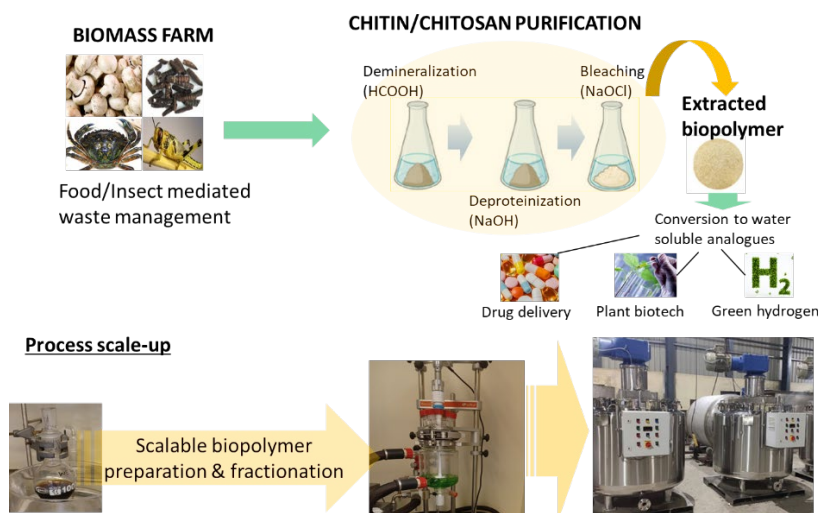 BIOMASS FARM
CHITIN/CHITOSAN PURIFICATION
Demineralization
(HCOOH)
Bleaching
(NaOCl)
Extracted
biopolymer
Food/Insect mediated
waste management
Deproteinization
(NaOH)
Conversion to water
soluble analogues
H2
Drug delivery
Plant biotech
Green hydrogen
Process scale-up
Scalable biopolymer
preparation & fractionation